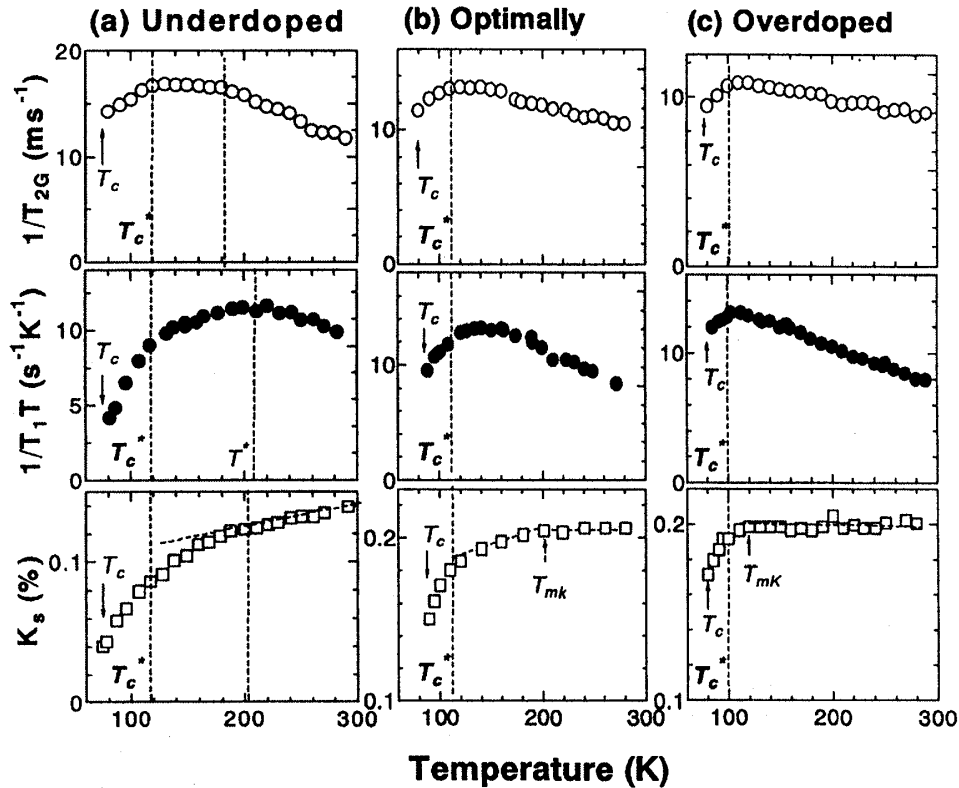 (a) Underdoped
(b) Optimally
(c) Overdoped
1/T2G (ms-1)
20
10
0
Tc
Tc*
10
0
Tc
Tc*
10
0
Tc
Tc*
1/T1T (s-1K-1)
10
5
0
Tc
Tc*
T*
10
0
Tc
Tc*
10
0
Tc
Tc*
Ks (%)
0.1
0
Tc
Tc*
100
200
300
0.2
0.1
Tc
Tmk
Tc*
100
200
300
0.2
0.1
TmK
Tc
Tc*
100
200
300
Temperature (K)